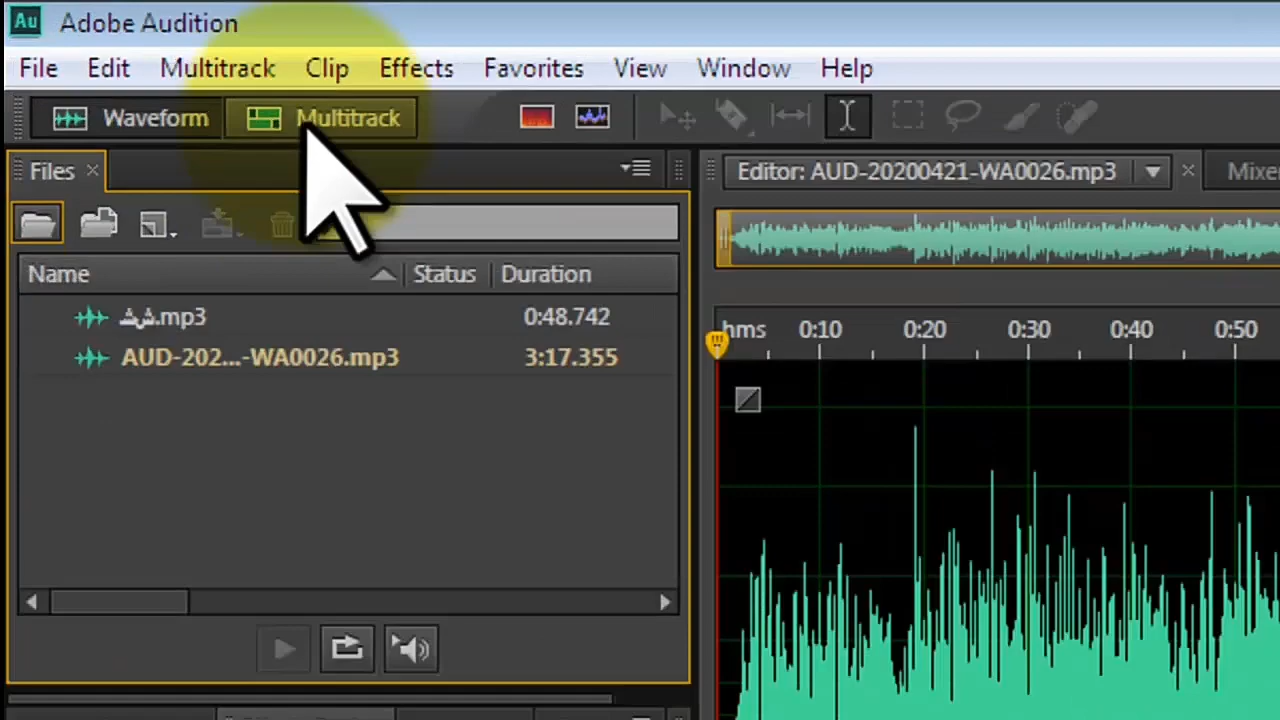 Au Adobe Audition
File Edit Multitrack Clip Effects Favorites View Window Help
Waveform Multitrack
Files Editor: AUD-20200421-WA0026.mp3 Mixe
Name Status Duration
شش.mp3 0:48.742
AUD-202...-WA0026.mp3 3:17.355
hms 0:10 0:20 0:30 0:40 0:50